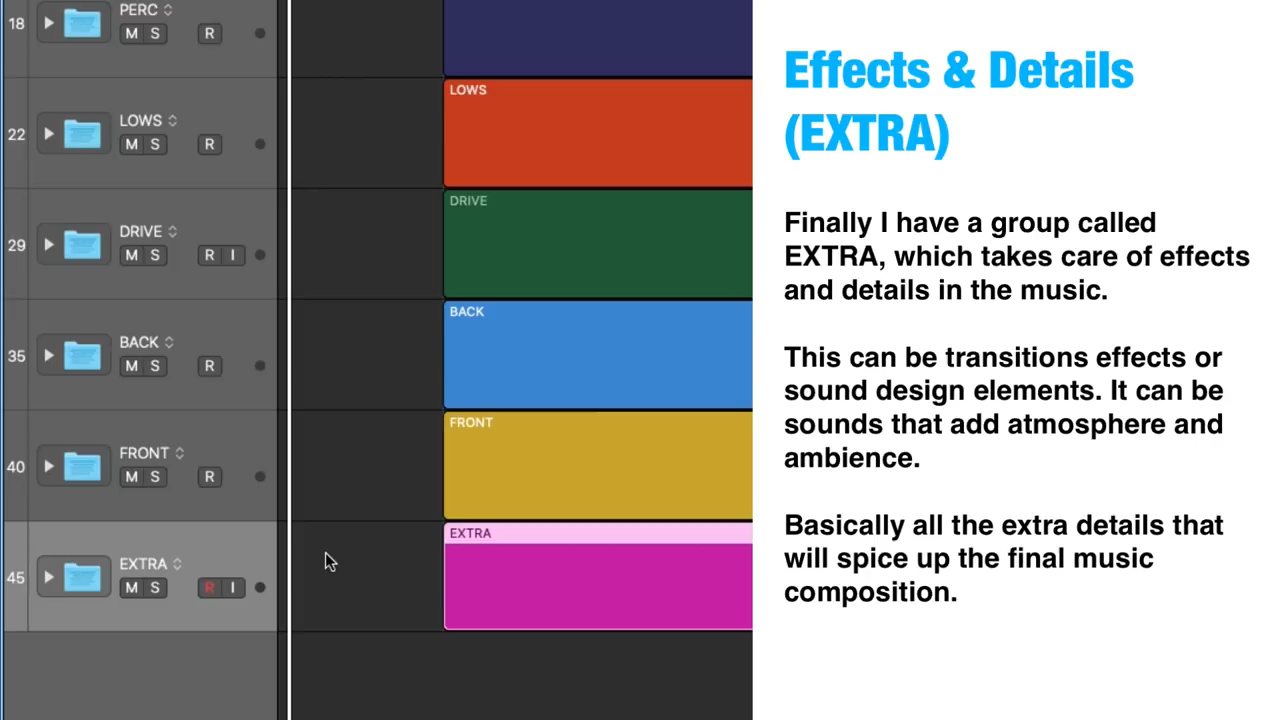 18 PERC
M S R
22 LOWS
M S R
29 DRIVE
M S R I
35 BACK
M S R
40 FRONT
M S R
45 EXTRA
M S R I
LOWS
DRIVE
BACK
FRONT
EXTRA
Effects & Details
(EXTRA)
Finally I have a group called
EXTRA, which takes care of effects
and details in the music.
This can be transitions effects or
sound design elements. It can be
sounds that add atmosphere and
ambience.
Basically all the extra details that
will spice up the final music
composition.